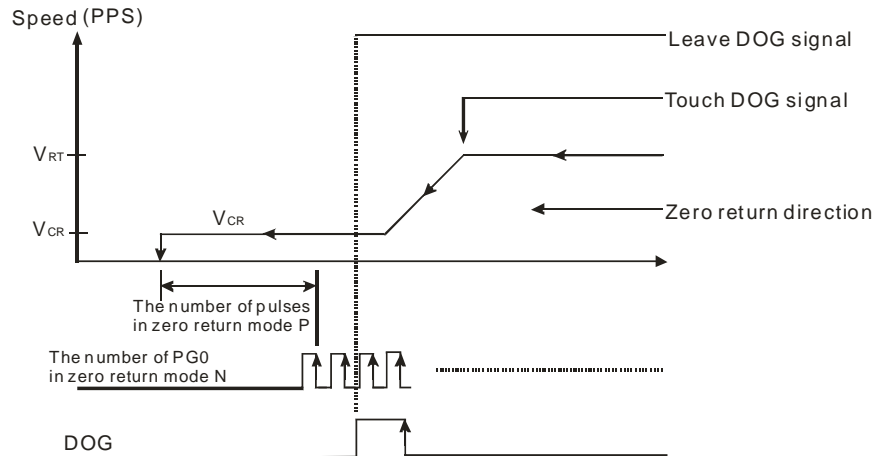 Speed (PPS)
Leave DOG signal
Touch DOG signal
VRT
Zero return direction
VCR
VCR
The number of pulses
in zero return mode P
The number of PG0
in zero return mode N
DOG